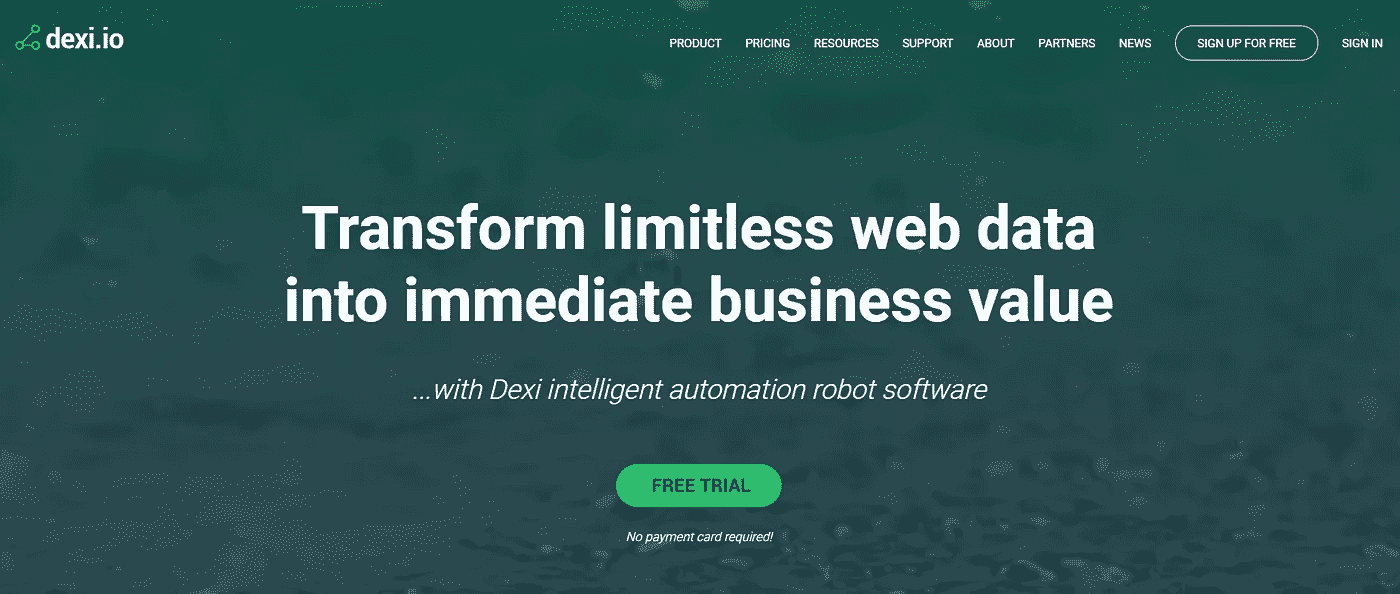 dexi.io
PRODUCT PRICING RESOURCES SUPPORT ABOUT PARTNERS NEWS SIGN UP FOR FREE SIGN IN
Transform limitless web data
into immediate business value
...with Dexi intelligent automation robot software
FREE TRIAL
No payment card required!